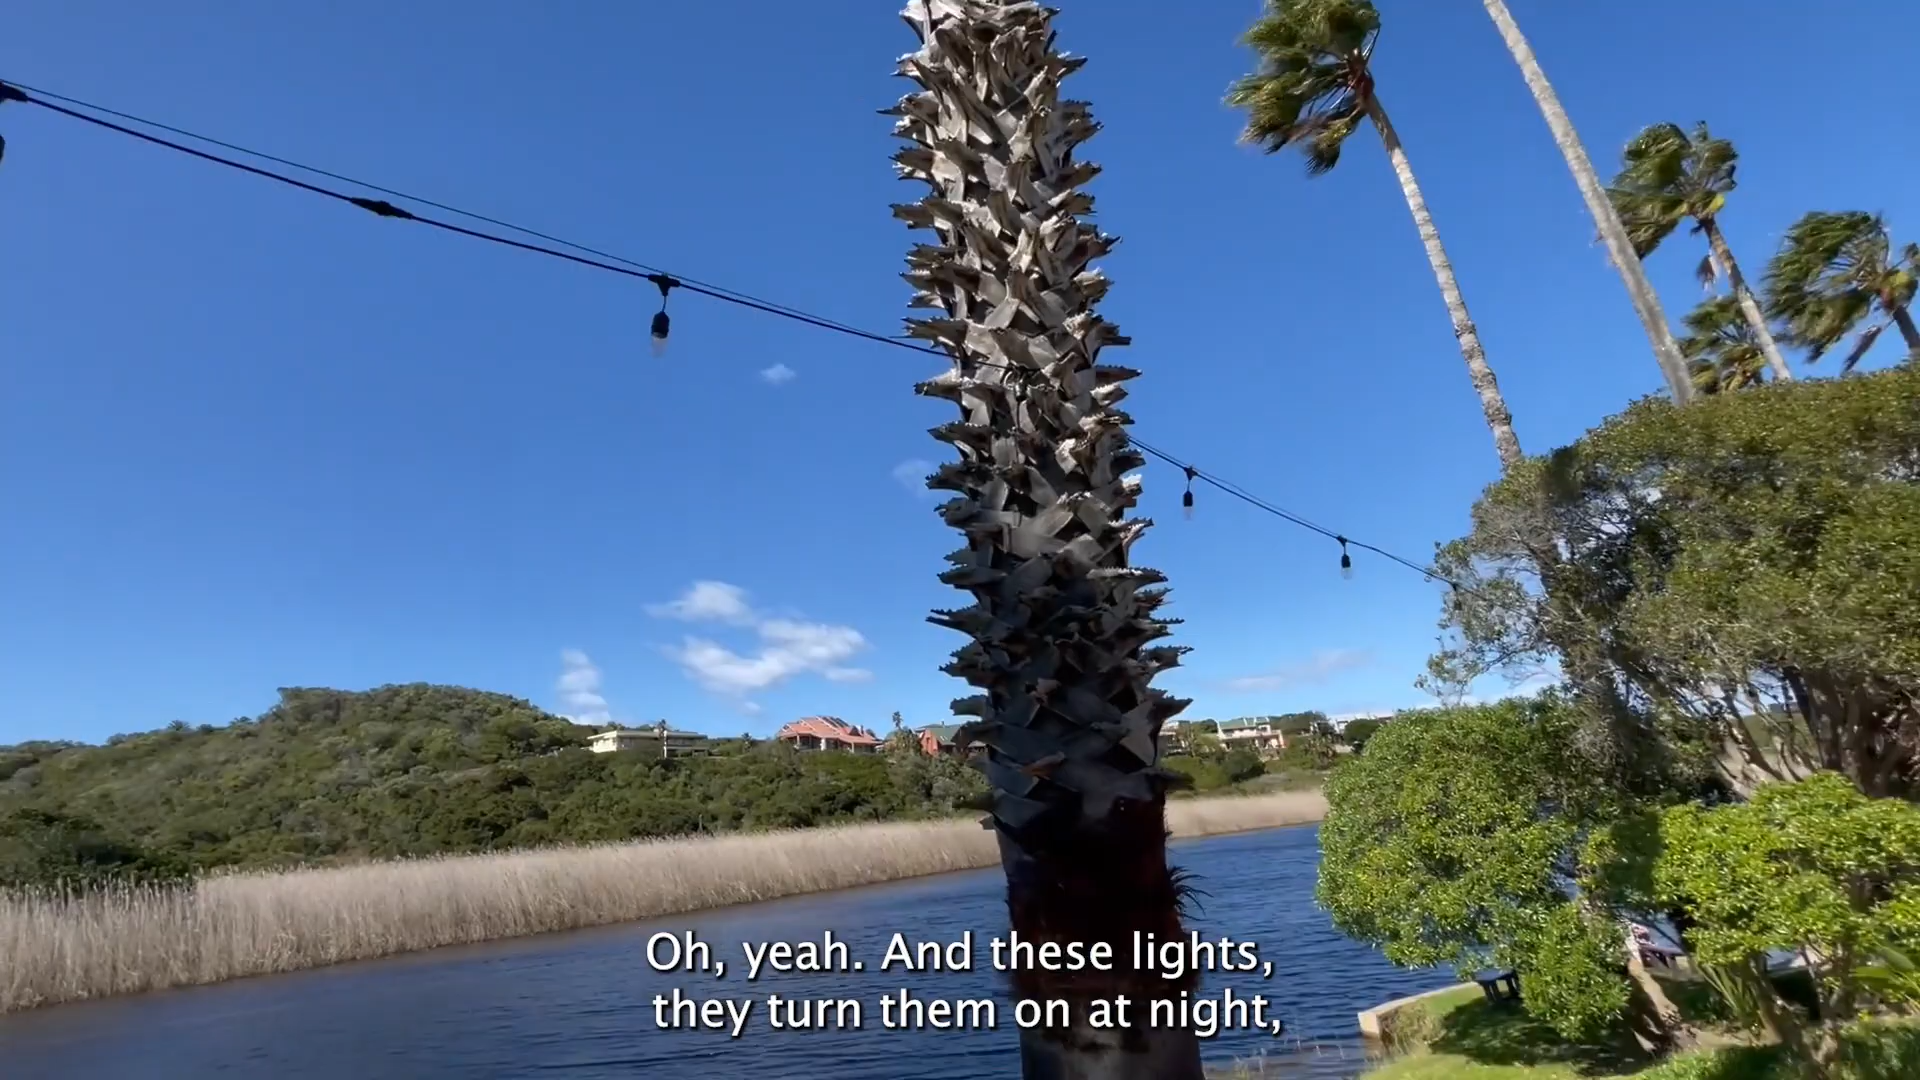 Oh, yeah. And these lights,
they turn them on at night,